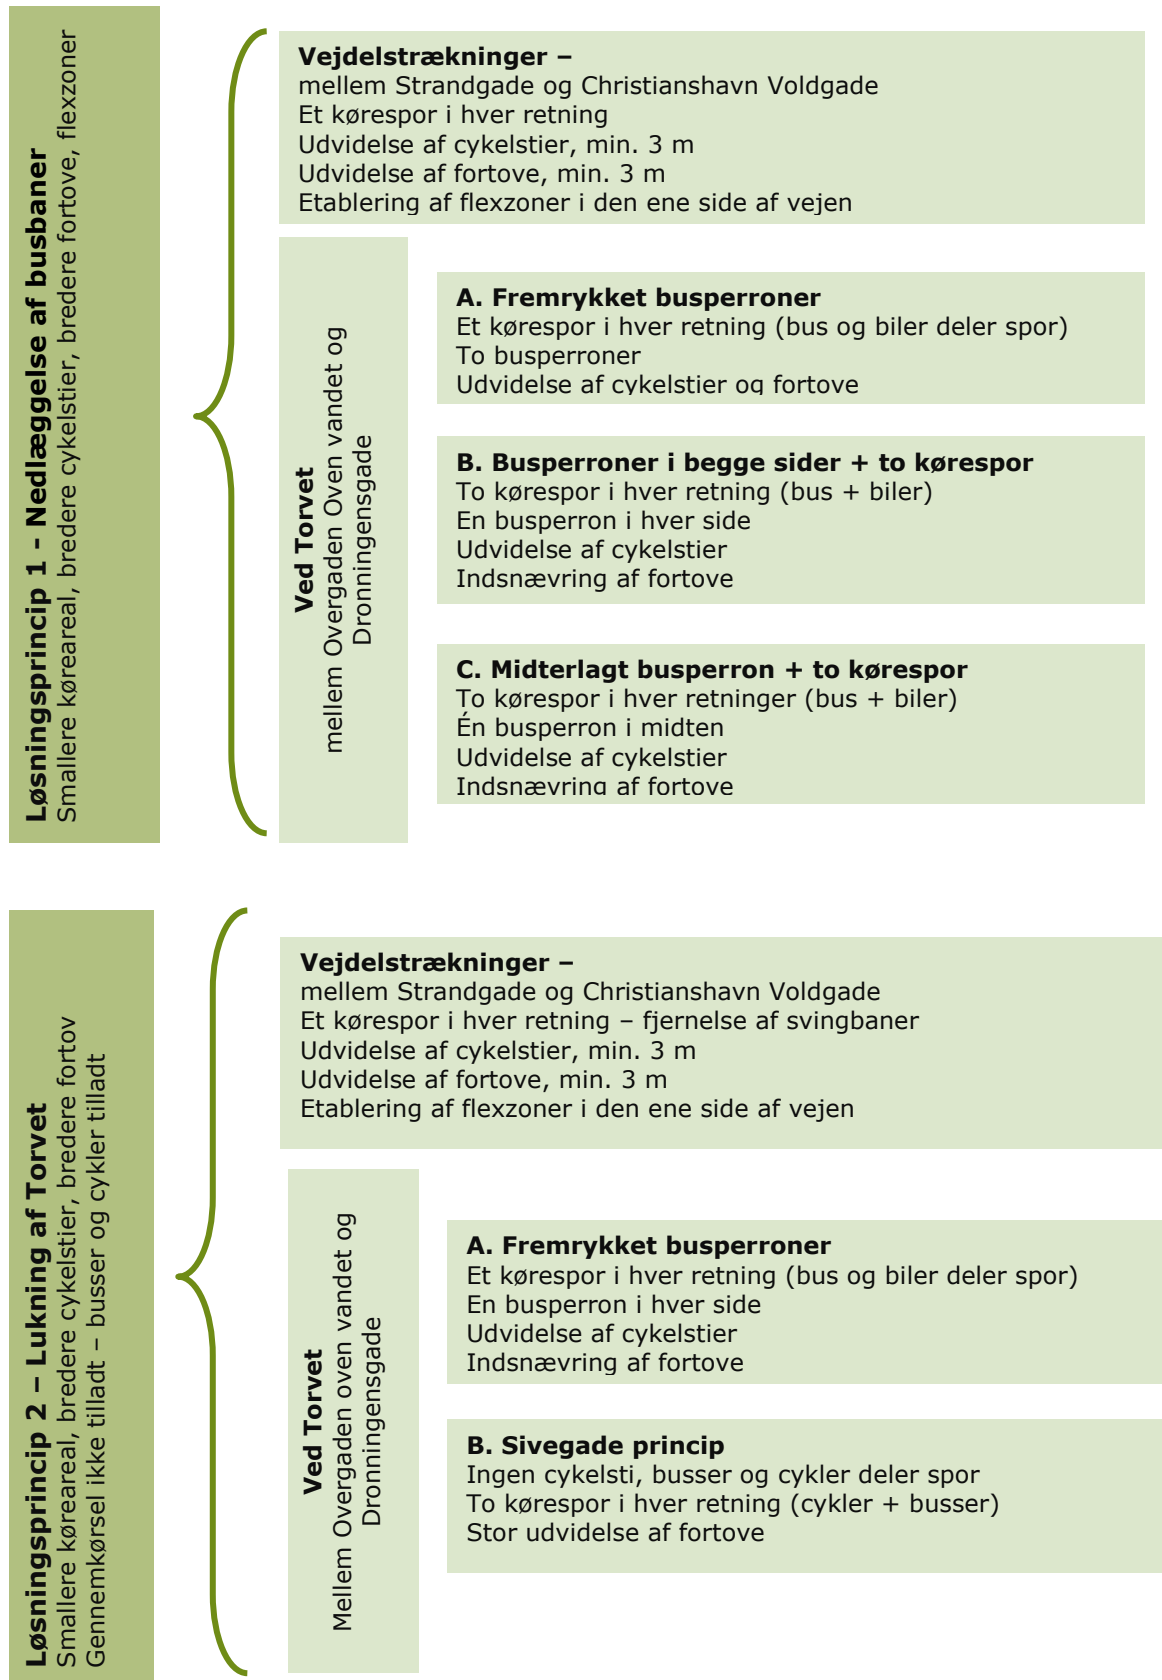 Løsningsprincip 1 – Nedlæggelse af busbaner
Smallere køreareal, bredere cykelstier, bredere fortove, flexzoner
Vejdelstrækninger –
mellem Strandgade og Christianshavn Voldgade
Et kørespor i hver retning
Udvidelse af cykelstier, min. 3 m
Udvidelse af fortove, min. 3 m
Etablering af flexzoner i den ene side af vejen
Ved Torvet
mellem Overgaden Oven vandet og
Dronningensgade
A. Fremrykket busperroner
Et kørespor i hver retning (bus og biler deler spor)
To busperroner
Udvidelse af cykelstier og fortove
B. Busperroner i begge sider + to kørespor
To kørespor i hver retning (bus + biler)
En busperron i hver side
Udvidelse af cykelstier
Indsnævring af fortove
C. Midterlagt busperron + to kørespor
To kørespor i hver retninger (bus + biler)
Én busperron i midten
Udvidelse af cykelstier
Indsnævring af fortove
Løsningsprincip 2 – Lukning af Torvet
Smallere køreareal, bredere cykelstier, bredere fortov
Gennemkørsel ikke tilladt – busser og cykler tilladt
Vejdelstrækninger –
mellem Strandgade og Christianshavn Voldgade
Et kørespor i hver retning – fjernelse af svingbaner
Udvidelse af cykelstier, min. 3 m
Udvidelse af fortove, min. 3 m
Etablering af flexzoner i den ene side af vejen
Ved Torvet
Mellem Overgaden oven vandet og
Dronningensgade
A. Fremrykket busperroner
Et kørespor i hver retning (bus og biler deler spor)
En busperron i hver side
Udvidelse af cykelstier
Indsnævring af fortove
B. Sivegade princip
Ingen cykelsti, busser og cykler deler spor
To kørespor i hver retning (cykler + busser)
Stor udvidelse af fortove